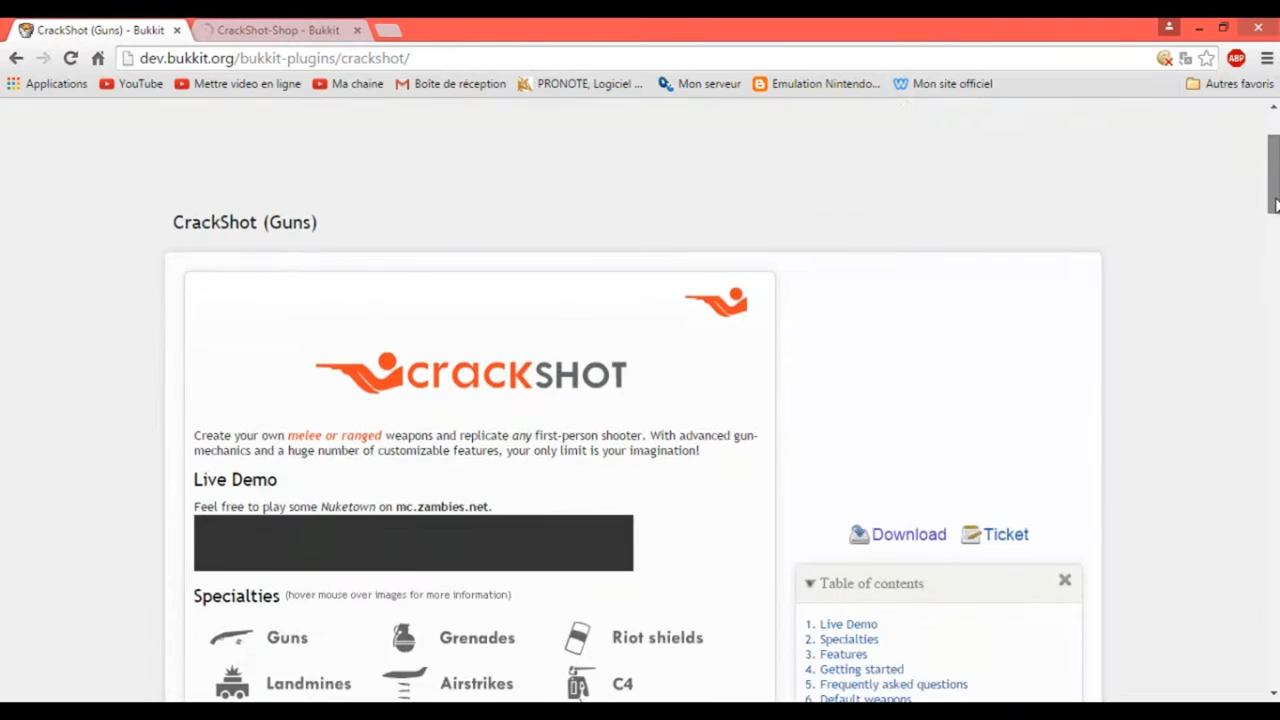 CrackShot (Guns) - Bukkit
CrackShot-Shop - Bukkit
dev.bukkit.org/bukkit-plugins/crackshot/
ABP
Applications
YouTube
Mettre video en ligne
Ma chaine
Boîte de réception
PRONOTE, Logiciel ...
Mon serveur
Emulation Nintendo...
Mon site officiel
Autres favoris
CrackShot (Guns)
crackSHOT
Create your own melee or ranged weapons and replicate any first-person shooter. With advanced gun-
mechanics and a huge number of customizable features, your only limit is your imagination!
Live Demo
Feel free to play some Nuketown on mc.zambies.net.
Specialties (hover mouse over images for more information)
Guns
Grenades
Riot shields
Landmines
Airstrikes
C4
Download
Ticket
Table of contents
1. Live Demo
2. Specialties
3. Features
4. Getting started
5. Frequently asked questions
6. Default weapons